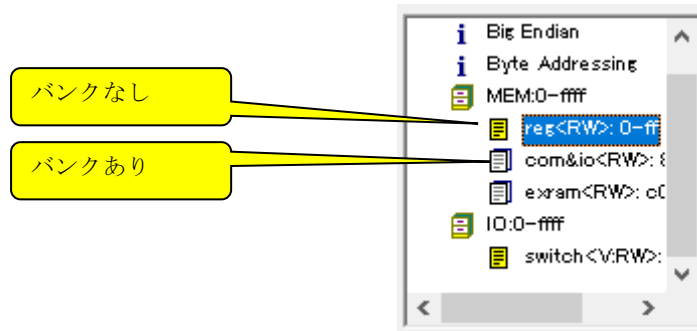 Big Endian
Byte Addressing
バンクなし
MEM:0-ffff
reg<RW>: 0-ff
バンクあり
com&io<RW>: 8
exram<RW>: c0
IO:0-ffff
switch<V:RW>: